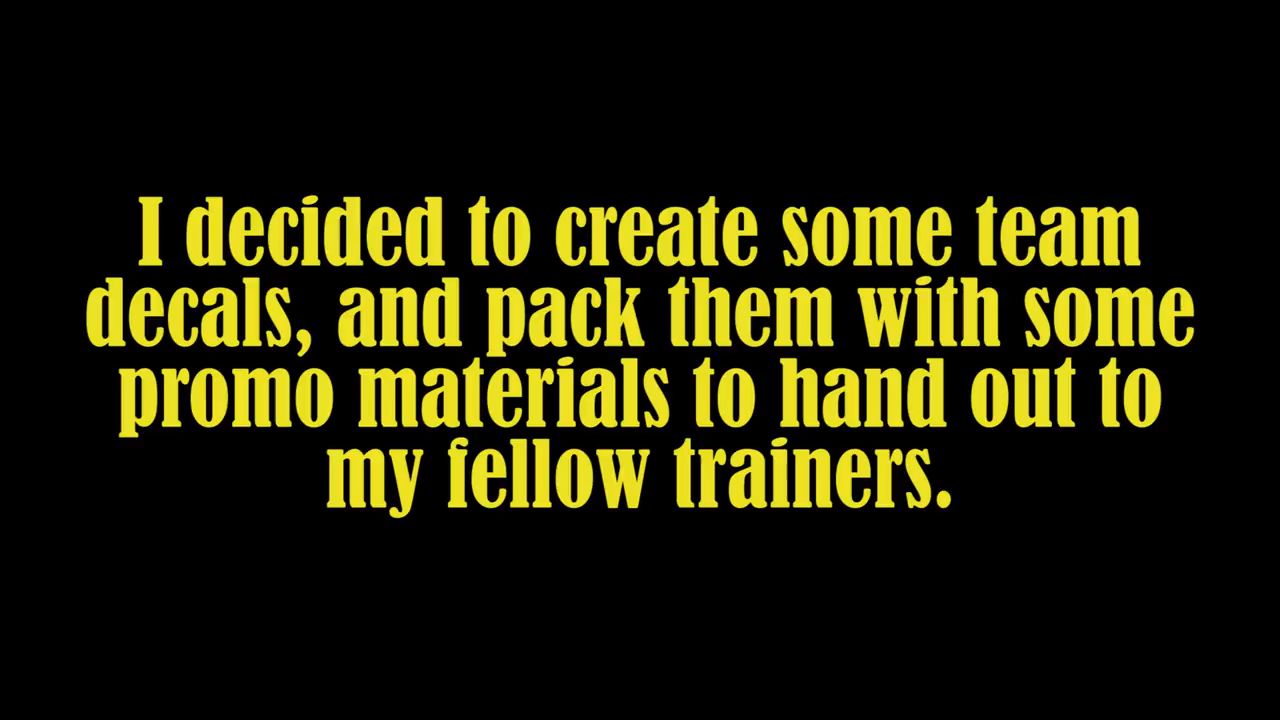 I decided to create some team
decals, and pack them with some
promo materials to hand out to
my fellow trainers.